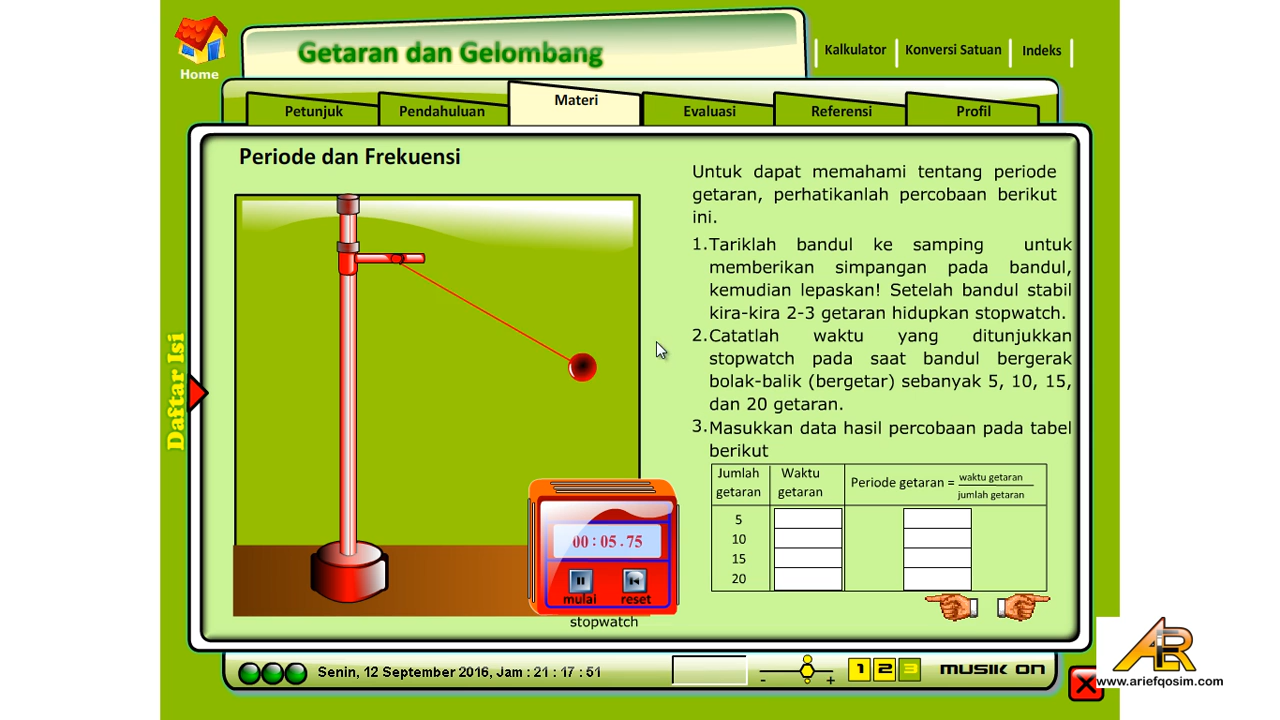 Home
Getaran dan Gelombang
Kalkulator
Konversi Satuan
Indeks
Petunjuk
Pendahuluan
Materi
Evaluasi
Referensi
Profil
Periode dan Frekuensi
Untuk dapat memahami tentang periode
getaran, perhatikanlah percobaan berikut
ini.
1. Tariklah bandul ke samping untuk
memberikan simpangan pada bandul,
kemudian lepaskan! Setelah bandul stabil
kira-kira 2-3 getaran hidupkan stopwatch.
2. Catatlah waktu yang ditunjukkan
stopwatch pada saat bandul bergerak
bolak-balik (bergetar) sebanyak 5, 10, 15,
dan 20 getaran.
3. Masukkan data hasil percobaan pada tabel
berikut
Jumlah
getaran
Waktu
getaran
Periode getaran =
waktu getaran
jumlah getaran
5
10
15
20
Daftar Isi
00:05.75
mulai
reset
stopwatch
Senin, 12 September 2016, Jam : 21 : 17 : 51
- +
1 2 3
MUSIK ON
X
AiRE
www.ariefqosim.com